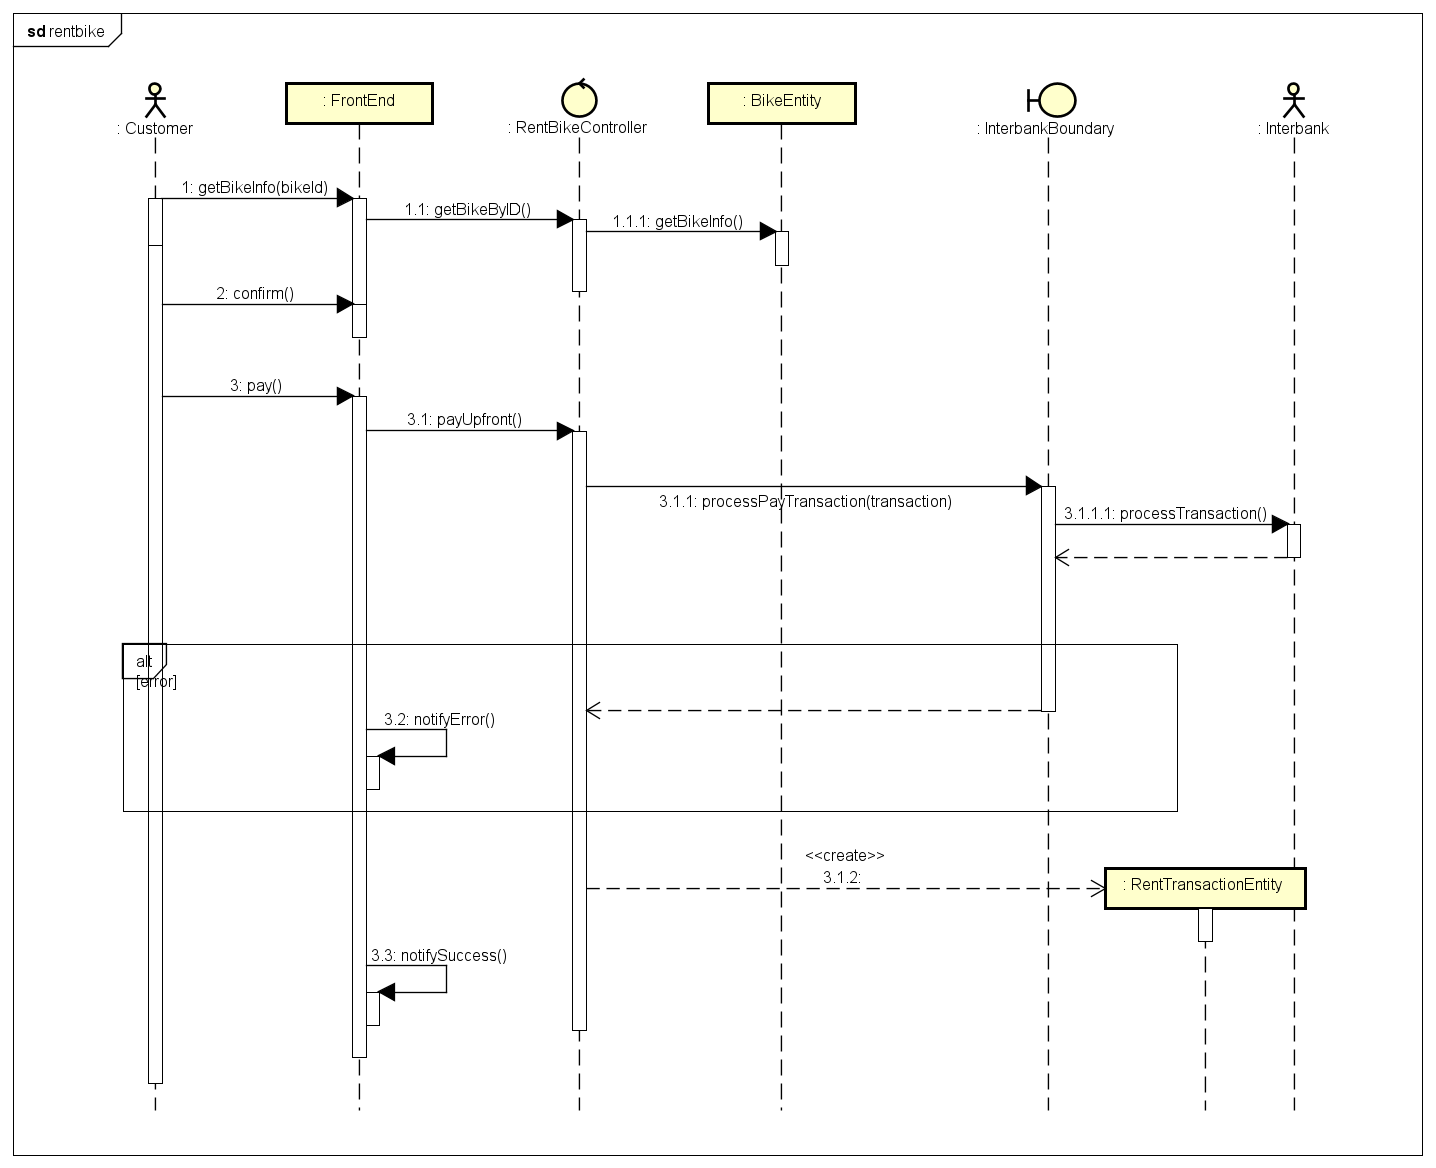 sd rentbike
: Customer
: FrontEnd
: RentBikeController
: BikeEntity
: InterbankBoundary
: Interbank
1: getBikeInfo(bikeId)
1.1: getBikeByID()
1.1.1: getBikeInfo()
2: confirm()
3: pay()
3.1: payUpfront()
3.1.1: processPayTransaction(transaction)
3.1.1.1: processTransaction()
alt
[error]
3.2: notifyError()
<<create>>
3.1.2:
: RentTransactionEntity
3.3: notifySuccess()